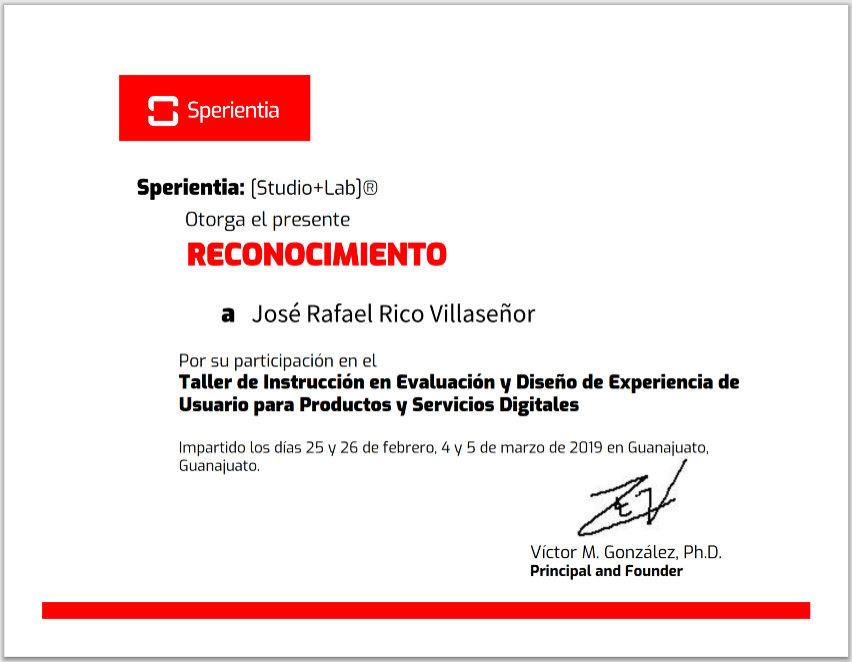 Sperientia
Sperientia: [Studio+Lab]®
Otorga el presente
RECONOCIMIENTO
a José Rafael Rico Villaseñor
Por su participación en el
Taller de Instrucción en Evaluación y Diseño de Experiencia de
Usuario para Productos y Servicios Digitales
Impartido los días 25 y 26 de febrero, 4 y 5 de marzo de 2019 en Guanajuato,
Guanajuato.
Víctor M. González, Ph.D.
Principal and Founder